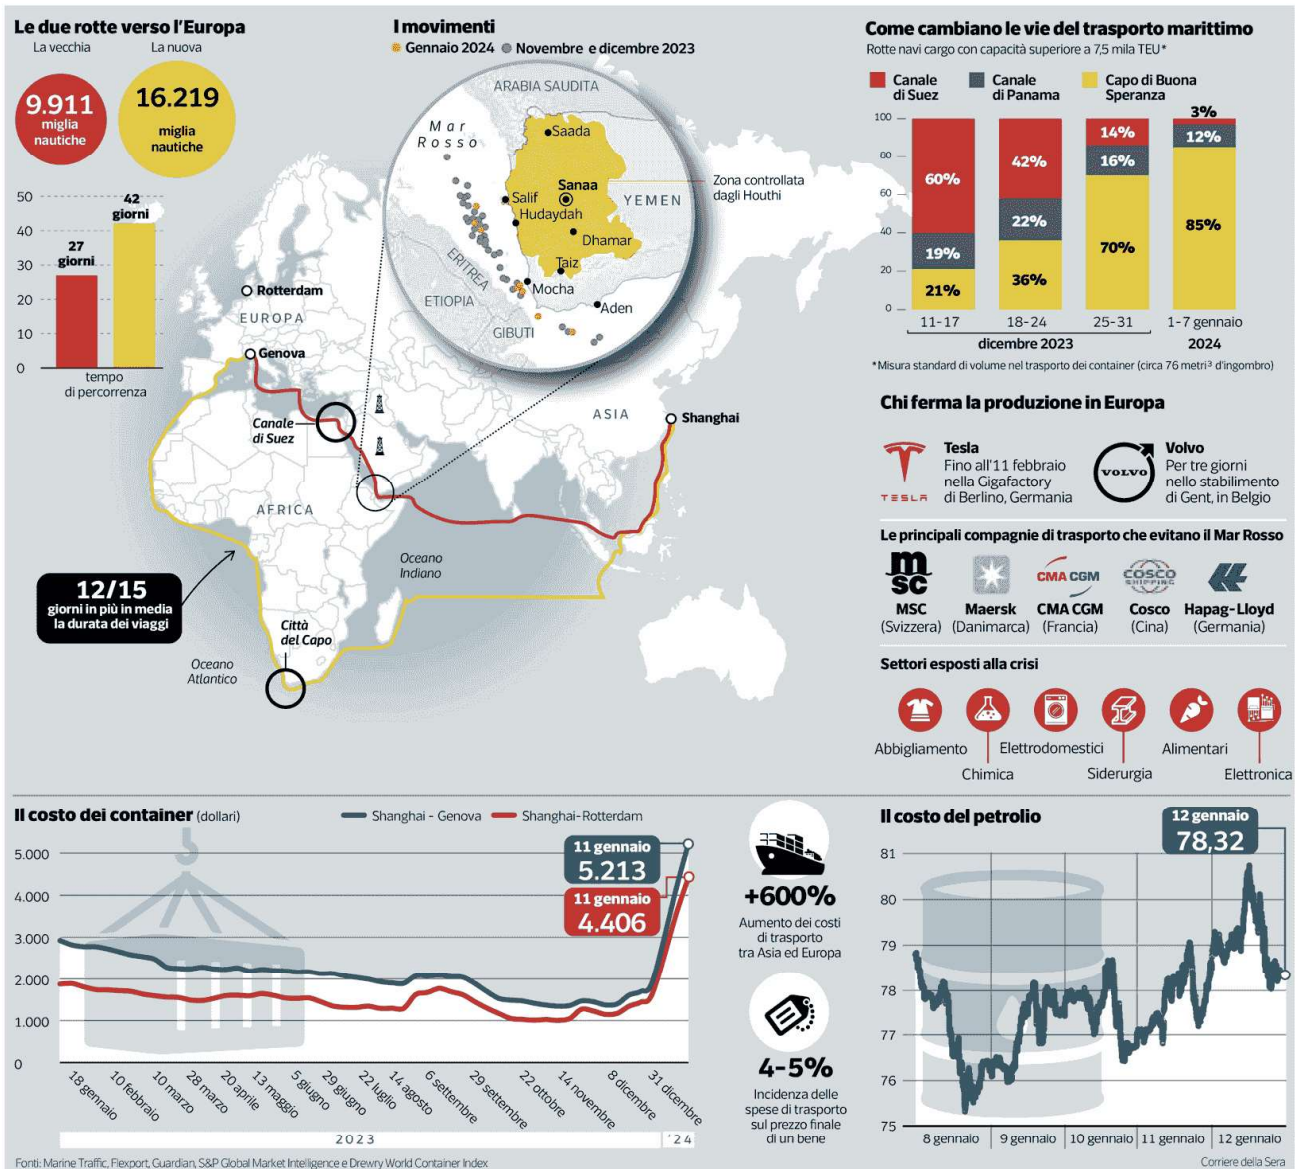 Le due rotte verso l'Europa
La vecchia
La nuova
9.911
miglia
nautiche
16.219
miglia
nautiche
50
40
30
20
10
0
27
giorni
42
giorni
tempo
di percorrenza
I movimenti
Gennaio 2024
Novembre e dicembre 2023
ARABIA SAUDITA
Mar
Rosso
Saada
Sanaa
YEMEN
Salif
Hudaydah
Dhamar
Taiz
Mocha
Aden
ERITREA
ETIOPIA
GIBUTI
Zona controllata
dagli Houthi
Rotterdam
EUROPA
Genova
Canale
di Suez
ASIA
Shanghai
AFRICA
Oceano
Indiano
12/15
giorni in più in media
la durata dei viaggi
Città
del Capo
Oceano
Atlantico
Come cambiano le vie del trasporto marittimo
Rotte navi cargo con capacità superiore a 7,5 mila TEU*
Canale
di Suez
Canale
di Panama
Capo di Buona
Speranza
100
80
60
40
20
0
60%
19%
21%
42%
22%
36%
14%
16%
70%
3%
12%
85%
11-17
18-24
25-31
1-7 gennaio
dicembre 2023
2024
*Misura standard di volume nel trasporto dei container (circa 76 metri³ d'ingombro)
Chi ferma la produzione in Europa
TESLA
Tesla
Fino all'11 febbraio
nella Gigafactory
di Berlino, Germania
VOLVO
Volvo
Per tre giorni
nello stabilimento
di Gent, in Belgio
Le principali compagnie di trasporto che evitano il Mar Rosso
msc
CMA CGM
COSCO
SHIPPING
MSC
(Svizzera)
Maersk
(Danimarca)
CMA CGM
(Francia)
Cosco
(Cina)
Hapag-Lloyd
(Germania)
Settori esposti alla crisi
Abbigliamento
Chimica
Elettrodomestici
Siderurgia
Alimentari
Elettronica
Il costo dei container (dollari)
Shanghai - Genova
Shanghai-Rotterdam
5.000
4.000
3.000
2.000
1.000
0
11 gennaio
5.213
11 gennaio
4.406
18 gennaio
10 febbraio
10 marzo
28 marzo
20 aprile
13 maggio
5 giugno
29 giugno
22 luglio
14 agosto
6 settembre
29 settembre
22 ottobre
14 novembre
8 dicembre
31 dicembre
2023
'24
+600%
Aumento dei costi
di trasporto
tra Asia ed Europa
4-5%
Incidenza delle
spese di trasporto
sul prezzo finale
di un bene
Il costo del petrolio
12 gennaio
78,32
81
80
79
78
77
76
75
8 gennaio
9 gennaio
10 gennaio
11 gennaio
12 gennaio
Fonti: Marine Traffic, Flexport, Guardian, S&P Global Market Intelligence e Drewry World Container Index
Corriere della Sera